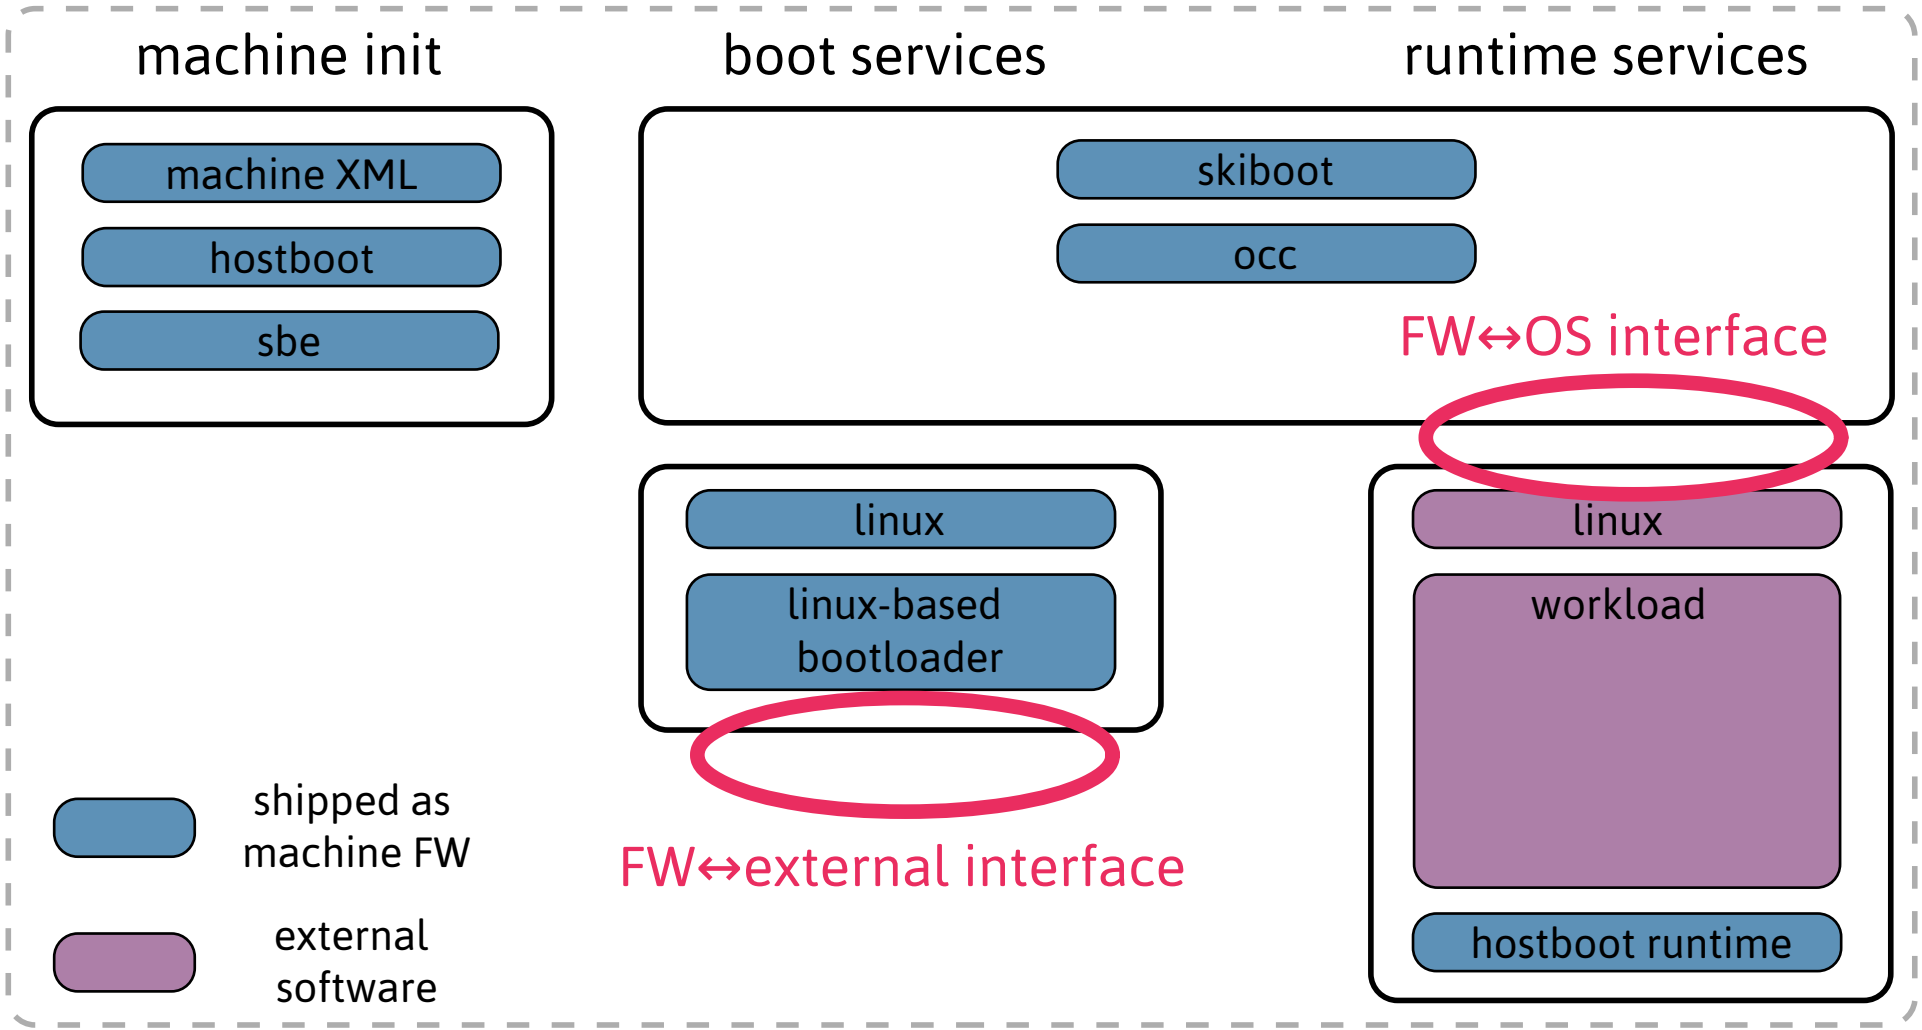 machine init
boot services
runtime services
machine XML
hostboot
sbe
skiboot
occ
FW↔OS interface
linux
linux-based
bootloader
FW↔external interface
linux
workload
hostboot runtime
shipped as
machine FW
external
software